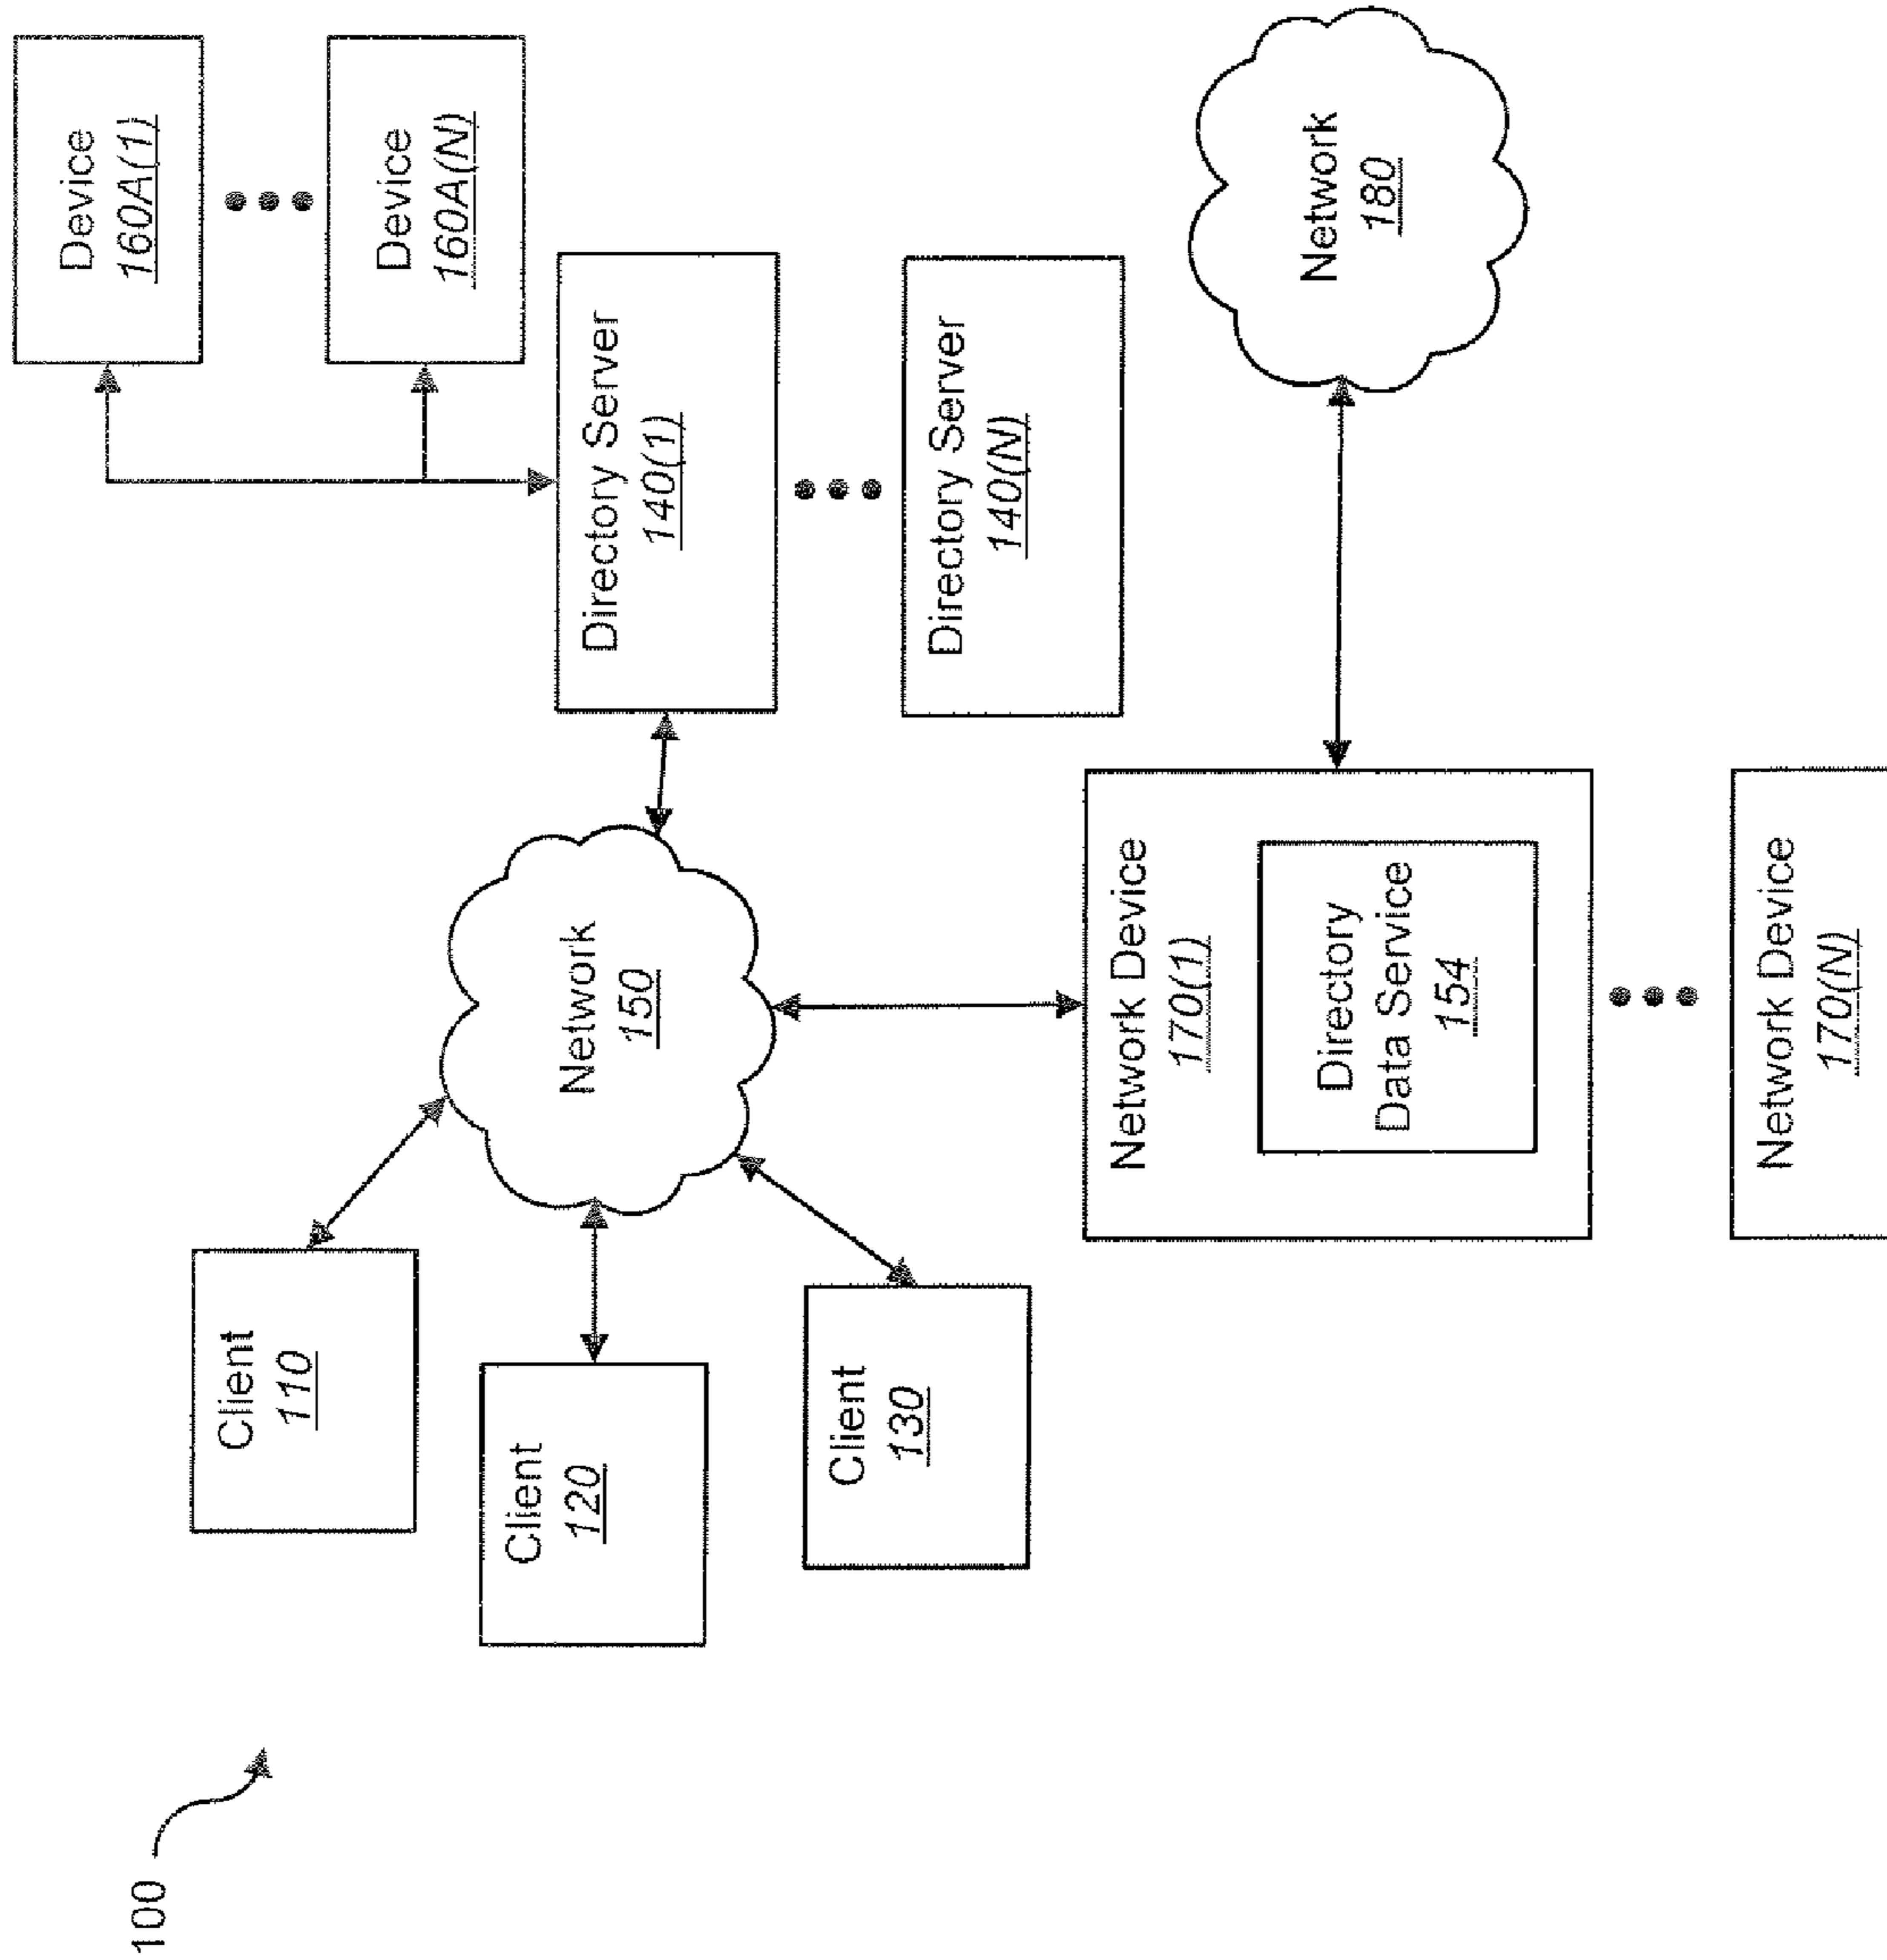 100
Client
110
Client
120
Client
130
Network
150
Device
160A(1)
Device
160A(N)
Directory Server
140(1)
Directory Server
140(N)
Network Device
170(1)
Directory
Data Service
154
Network Device
170(N)
Network
180